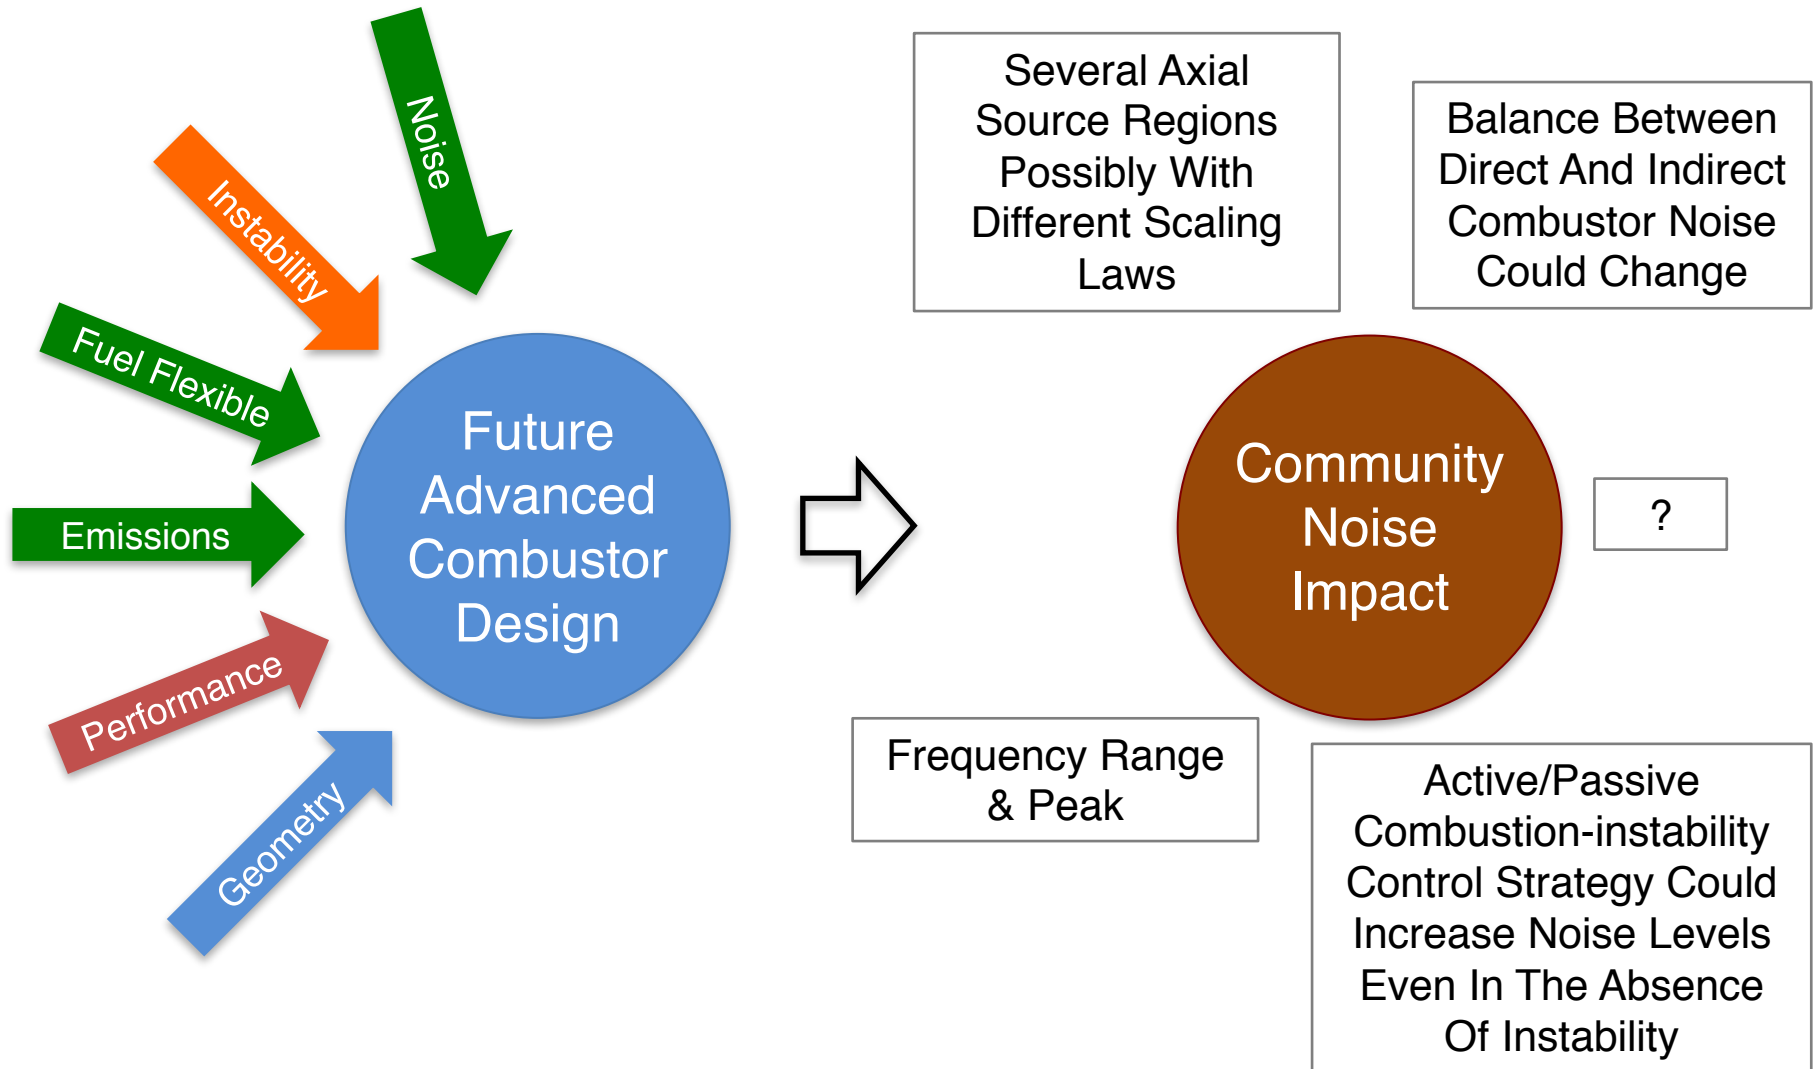 Noise
Instability
Fuel Flexible
Emissions
Performance
Geometry
Future
Advanced
Combustor
Design
Several Axial
Source Regions
Possibly With
Different Scaling
Laws
Balance Between
Direct And Indirect
Combustor Noise
Could Change
Community
Noise
Impact
?
Frequency Range
& Peak
Active/Passive
Combustion-instability
Control Strategy Could
Increase Noise Levels
Even In The Absence
Of Instability